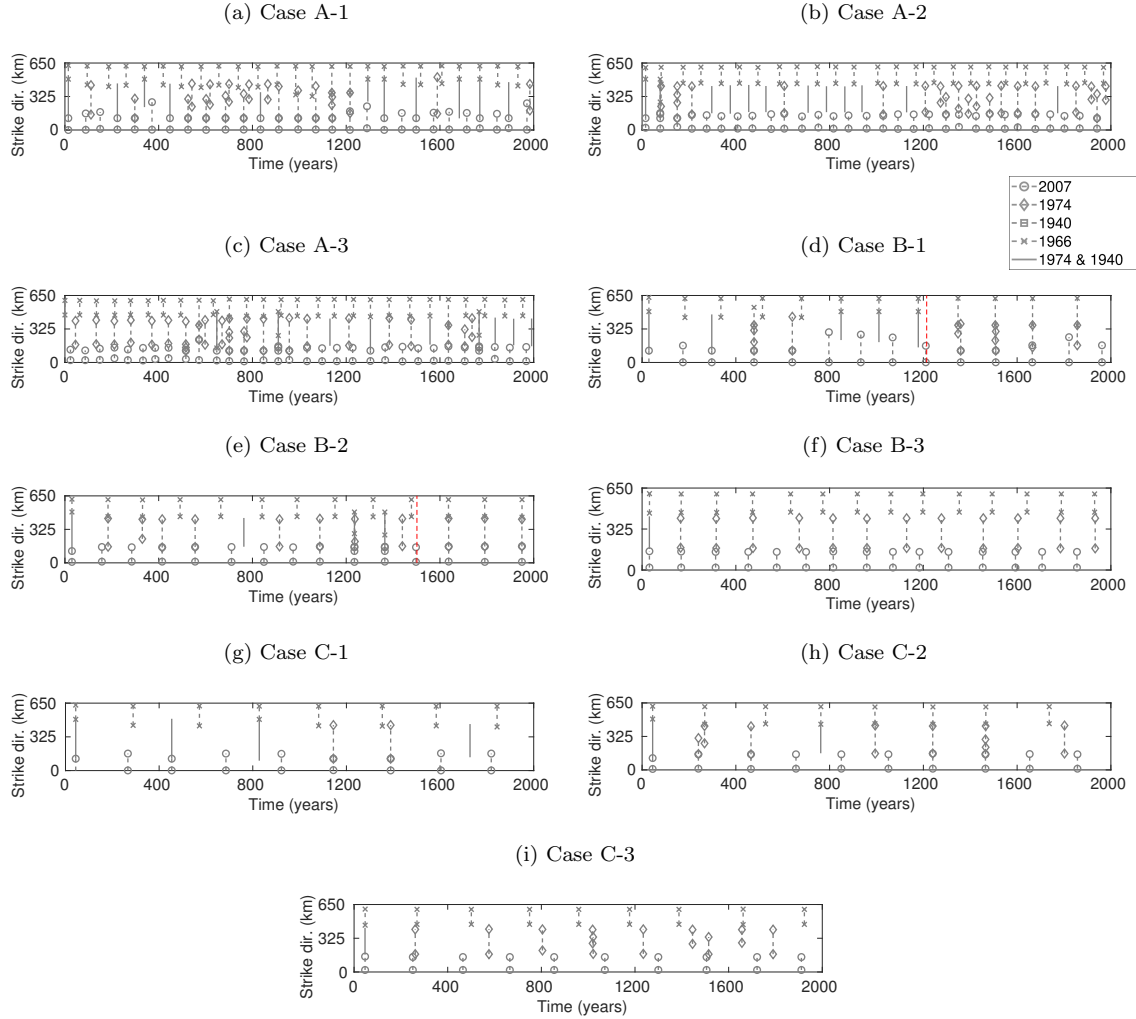 (a) Case A-1
(b) Case A-2
650
325
0
Strike dir. (km)
0 400 800 1200 1600 2000
Time (years)
650
325
0
Strike dir. (km)
0 400 800 1200 1600 2000
Time (years)
2007
1974
1940
1966
1974 & 1940
(c) Case A-3
(d) Case B-1
650
325
0
Strike dir. (km)
0 400 800 1200 1600 2000
Time (years)
650
325
0
Strike dir. (km)
0 400 800 1200 1600 2000
Time (years)
(e) Case B-2
(f) Case B-3
650
325
0
Strike dir. (km)
0 400 800 1200 1600 2000
Time (years)
650
325
0
Strike dir. (km)
0 400 800 1200 1600 2000
Time (years)
(g) Case C-1
(h) Case C-2
650
325
0
Strike dir. (km)
0 400 800 1200 1600 2000
Time (years)
650
325
0
Strike dir. (km)
0 400 800 1200 1600 2000
Time (years)
(i) Case C-3
650
325
0
Strike dir. (km)
0 400 800 1200 1600 2000
Time (years)